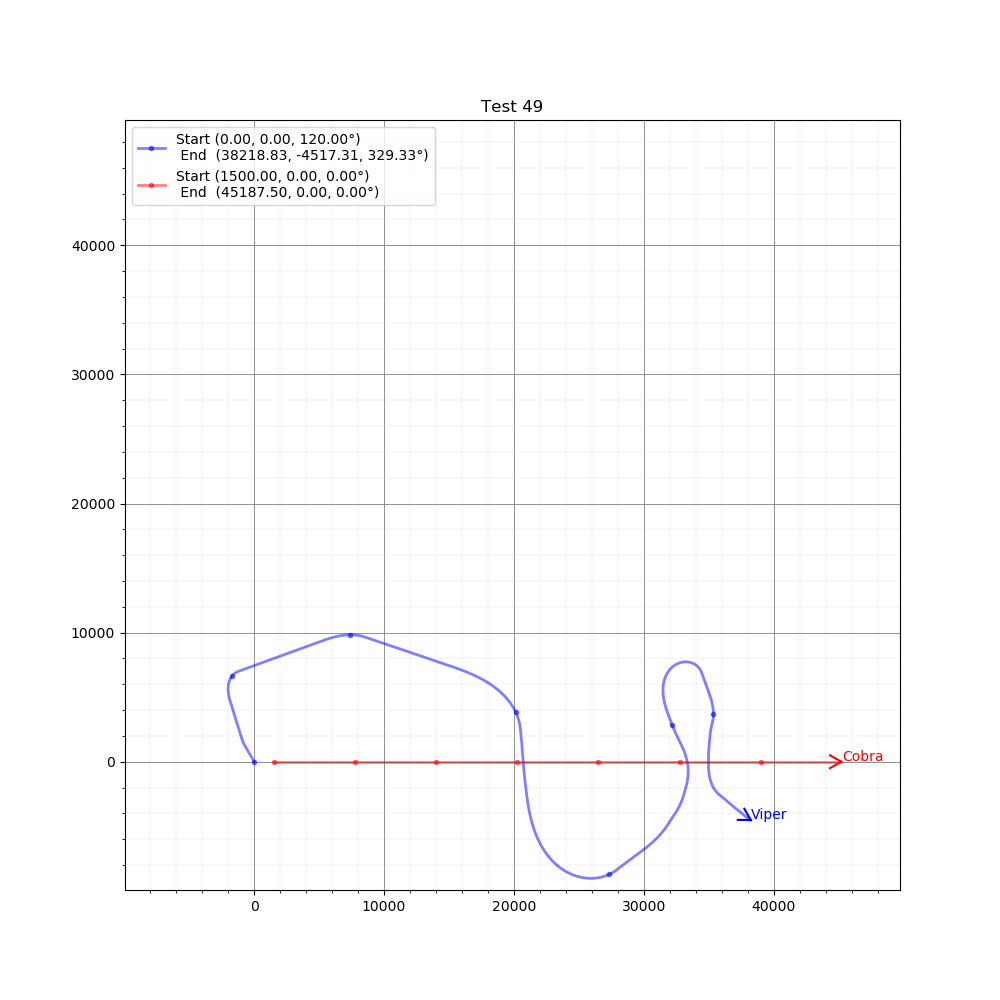 Test 49
Start (0.00, 0.00, 120.00°)
End  (38218.83, -4517.31, 329.33°)
Start (1500.00, 0.00, 0.00°)
End  (45187.50, 0.00, 0.00°)
40000
30000
20000
10000
0
Cobra
Viper
0
10000
20000
30000
40000